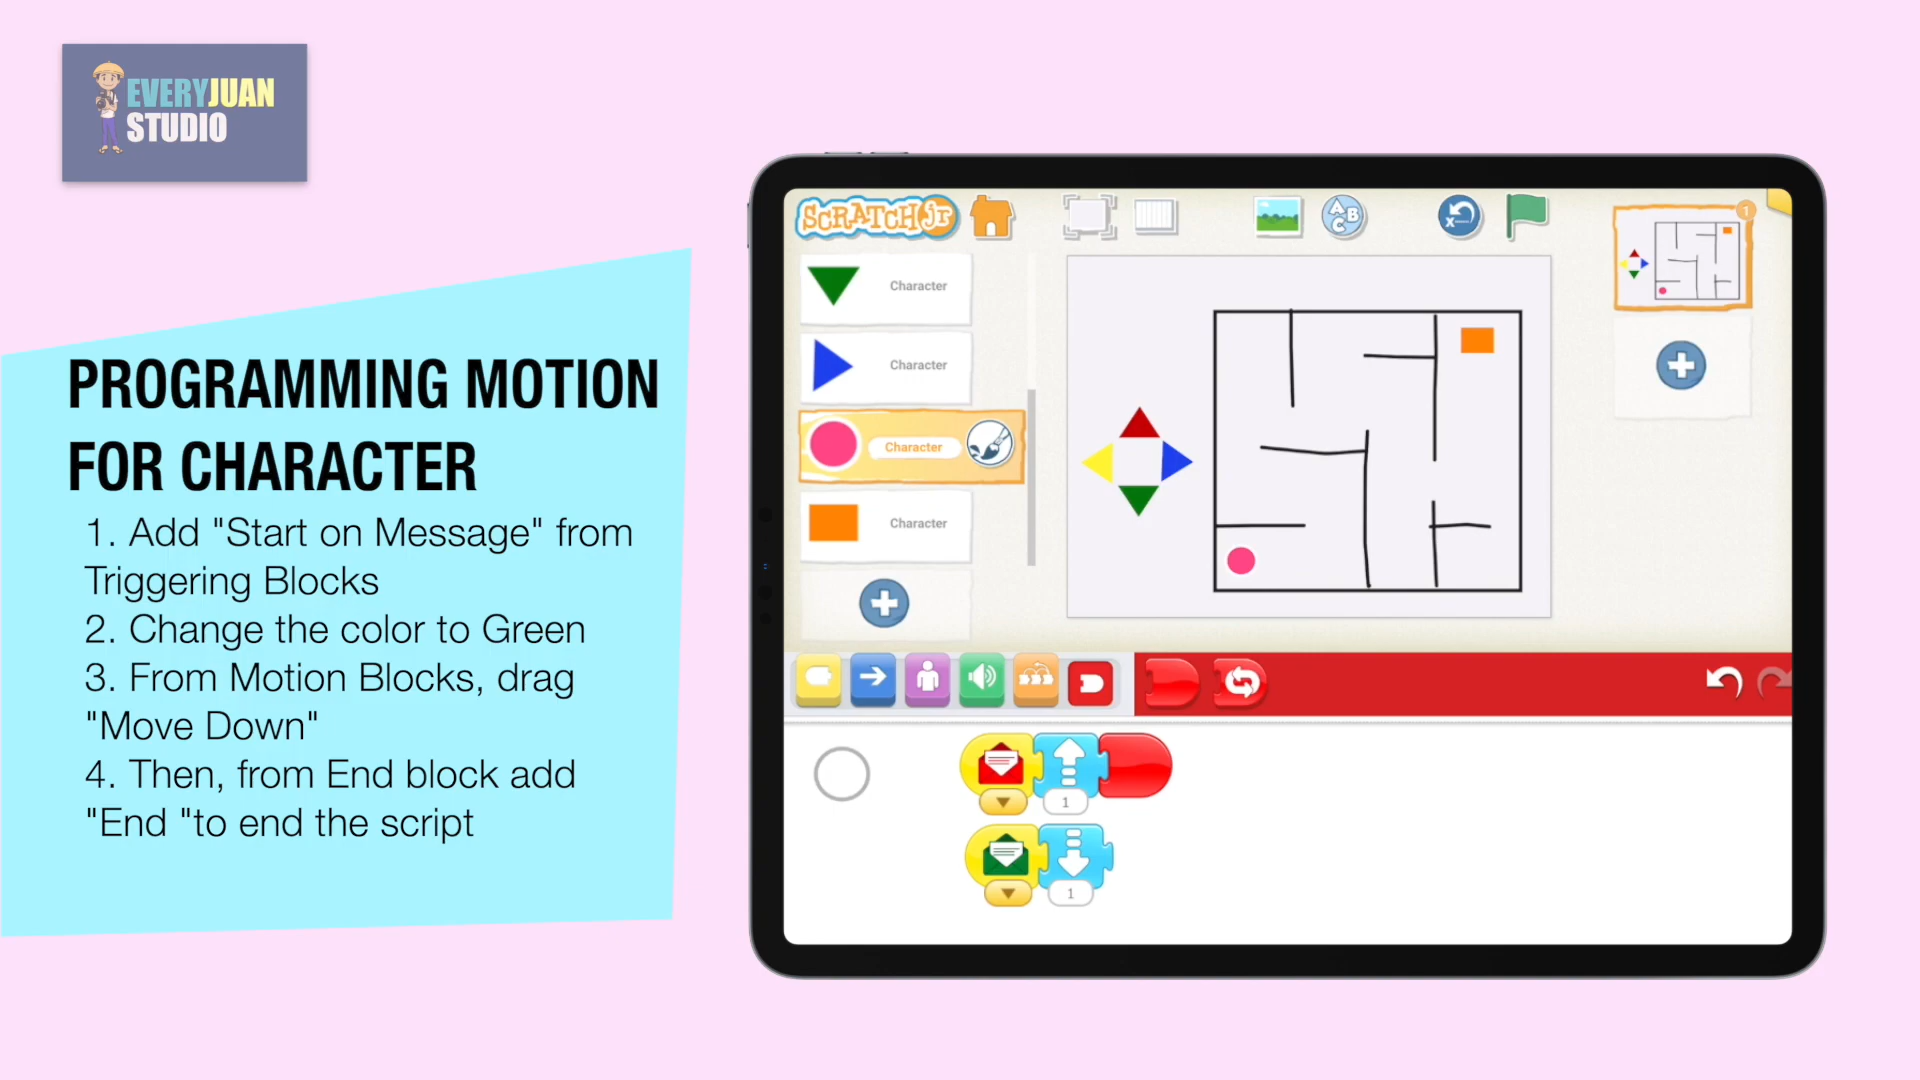 EVERYJUAN
STUDIO
PROGRAMMING MOTION
FOR CHARACTER
1. Add "Start on Message" from
Triggering Blocks
2. Change the color to Green
3. From Motion Blocks, drag
"Move Down"
4. Then, from End block add
"End "to end the script
SCRATCHjr
A
B
C
x
1
Character
Character
Character
Character
1
1